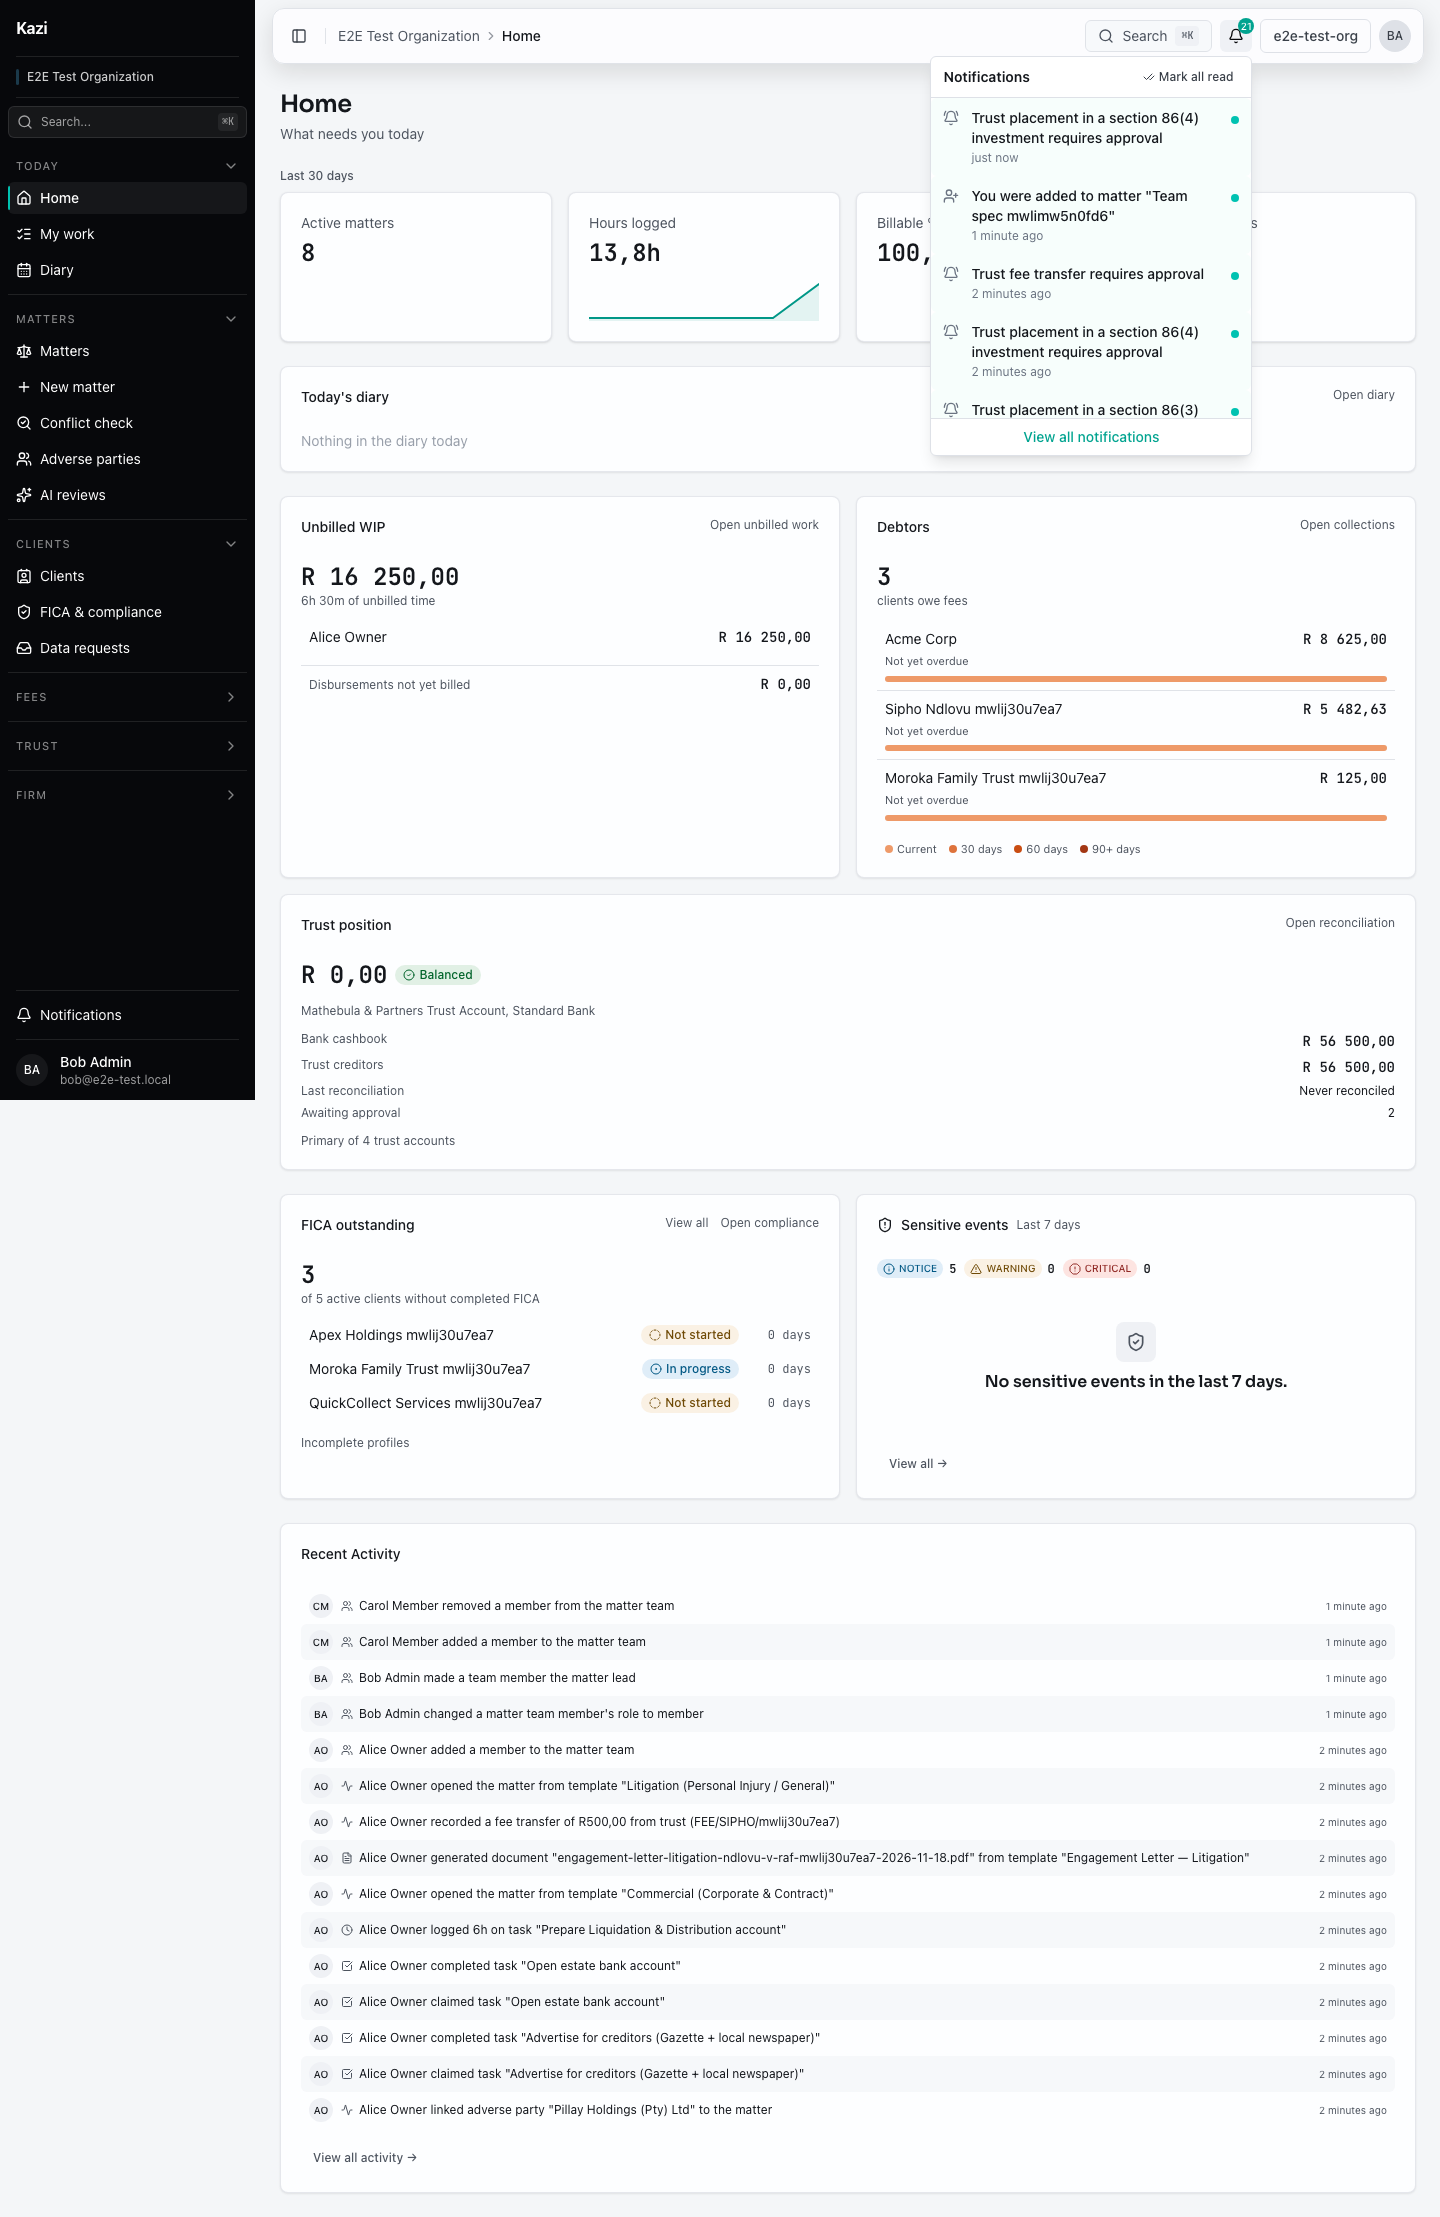 Kazi
E2E Test Organization
Search...
⌘K
TODAY
Home
My work
Diary
MATTERS
Matters
New matter
Conflict check
Adverse parties
AI reviews
CLIENTS
Clients
FICA & compliance
Data requests
FEES
TRUST
FIRM
Notifications
BA
Bob Admin
bob@e2e-test.local
E2E Test Organization > Home
Search ⌘K
21
e2e-test-org
BA
Home
What needs you today
Last 30 days
Active matters
8
Hours logged
13,8h
Billable
100,
s
Notifications
Mark all read
Trust placement in a section 86(4)
investment requires approval
just now
You were added to matter "Team
spec mwlimw5n0fd6"
1 minute ago
Trust fee transfer requires approval
2 minutes ago
Trust placement in a section 86(4)
investment requires approval
2 minutes ago
Trust placement in a section 86(3)
View all notifications
Today's diary
Open diary
Nothing in the diary today
Unbilled WIP
Open unbilled work
R 16 250,00
6h 30m of unbilled time
Alice Owner R 16 250,00
Disbursements not yet billed R 0,00
Debtors
Open collections
3
clients owe fees
Acme Corp R 8 625,00
Not yet overdue
Sipho Ndlovu mwlij30u7ea7 R 5 482,63
Not yet overdue
Moroka Family Trust mwlij30u7ea7 R 125,00
Not yet overdue
Current 30 days 60 days 90+ days
Trust position
Open reconciliation
R 0,00 Balanced
Mathebula & Partners Trust Account, Standard Bank
Bank cashbook R 56 500,00
Trust creditors R 56 500,00
Last reconciliation Never reconciled
Awaiting approval 2
Primary of 4 trust accounts
FICA outstanding
View all Open compliance
3
of 5 active clients without completed FICA
Apex Holdings mwlij30u7ea7 Not started 0 days
Moroka Family Trust mwlij30u7ea7 In progress 0 days
QuickCollect Services mwlij30u7ea7 Not started 0 days
Incomplete profiles
Sensitive events Last 7 days
NOTICE 5 WARNING 0 CRITICAL 0
No sensitive events in the last 7 days.
View all →
Recent Activity
CM Carol Member removed a member from the matter team 1 minute ago
CM Carol Member added a member to the matter team 1 minute ago
BA Bob Admin made a team member the matter lead 1 minute ago
BA Bob Admin changed a matter team member's role to member 1 minute ago
AO Alice Owner added a member to the matter team 2 minutes ago
AO Alice Owner opened the matter from template "Litigation (Personal Injury / General)" 2 minutes ago
AO Alice Owner recorded a fee transfer of R500,00 from trust (FEE/SIPHO/mwlij30u7ea7) 2 minutes ago
AO Alice Owner generated document "engagement-letter-litigation-ndlovu-v-raf-mwlij30u7ea7-2026-11-18.pdf" from template "Engagement Letter — Litigation" 2 minutes ago
AO Alice Owner opened the matter from template "Commercial (Corporate & Contract)" 2 minutes ago
AO Alice Owner logged 6h on task "Prepare Liquidation & Distribution account" 2 minutes ago
AO Alice Owner completed task "Open estate bank account" 2 minutes ago
AO Alice Owner claimed task "Open estate bank account" 2 minutes ago
AO Alice Owner completed task "Advertise for creditors (Gazette + local newspaper)" 2 minutes ago
AO Alice Owner claimed task "Advertise for creditors (Gazette + local newspaper)" 2 minutes ago
AO Alice Owner linked adverse party "Pillay Holdings (Pty) Ltd" to the matter 2 minutes ago
View all activity →